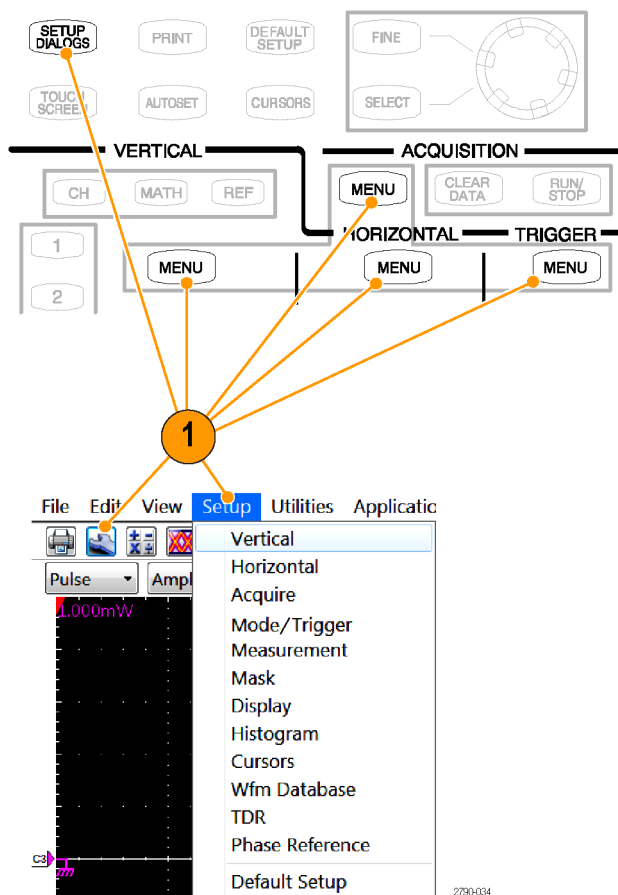 SETUP DIALOGS PRINT DEFAULT SETUP FINE
TOUCH SCREEN AUTOSET CURSORS SELECT
VERTICAL ACQUISITION
CH MATH REF MENU CLEAR DATA RUN/ STOP
HORIZONTAL TRIGGER
1
MENU MENU MENU
2
1
File Edit View Setup Utilities Applicatio
Pulse Ampl
1.000mW
Vertical
Horizontal
Acquire
Mode/Trigger
Measurement
Mask
Display
Histogram
Cursors
Wfm Database
TDR
Phase Reference
C3
Default Setup
2790-034